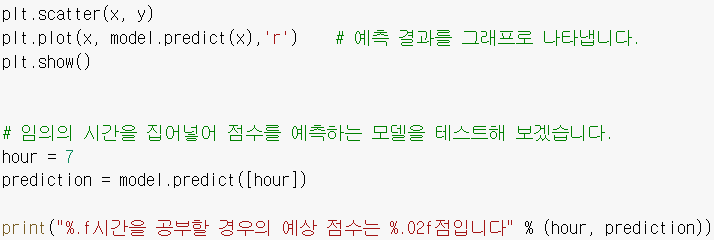 plt.scatter(x, y)
plt.plot(x, model.predict(x),'r')    # 예측 결과를 그래프로 나타냅니다.
plt.show()
# 임의의 시간을 집어넣어 점수를 예측하는 모델을 테스트해 보겠습니다.
hour = 7
prediction = model.predict([hour])
print("%.f시간을 공부할 경우의 예상 점수는 %.02f점입니다" % (hour, prediction))